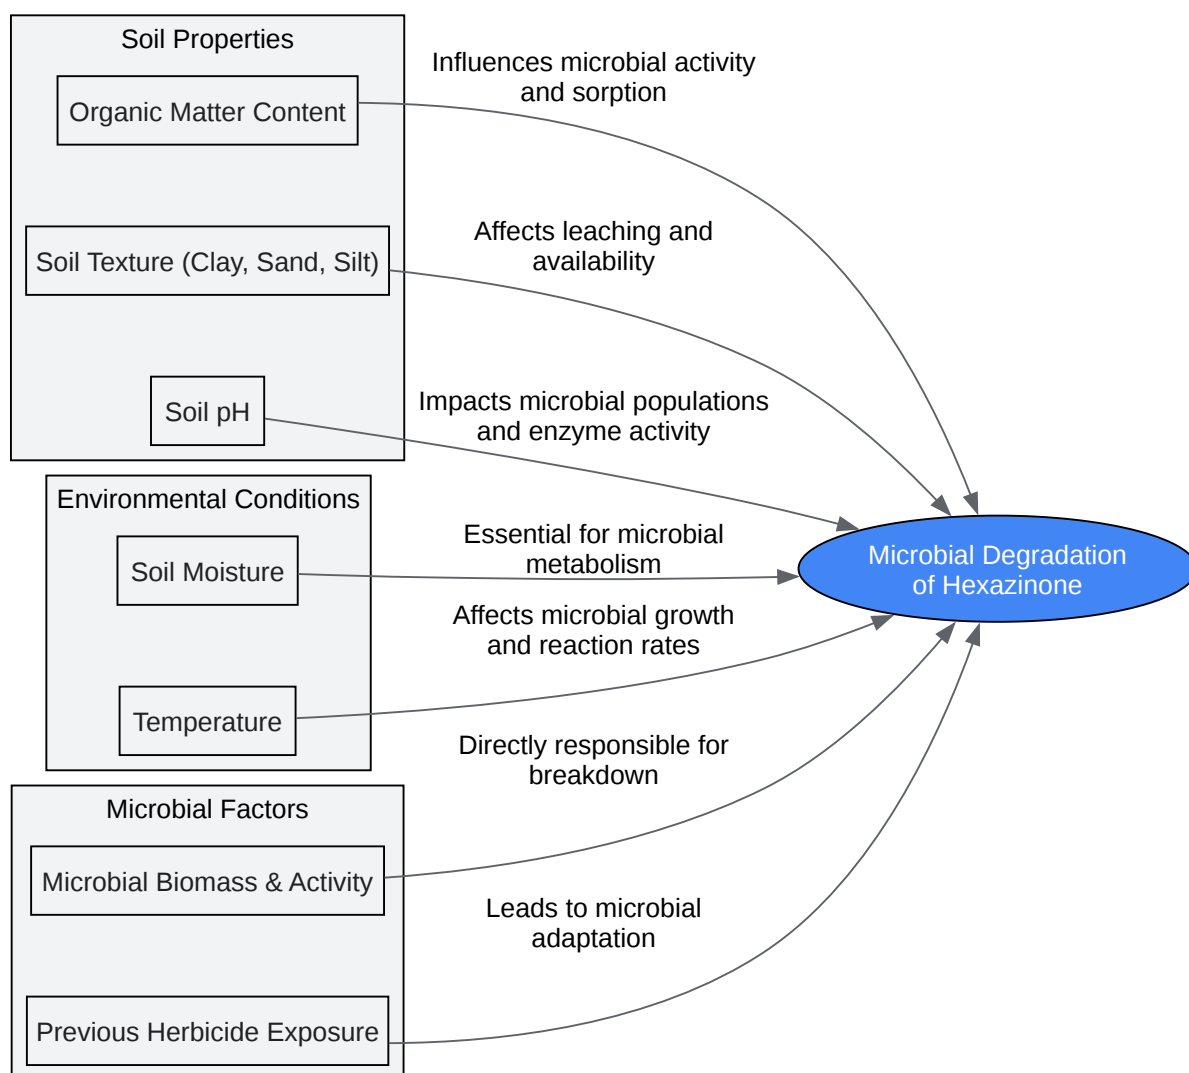 Soil Properties
Organic Matter Content
Influences microbial activity
and sorption
Soil Texture (Clay, Sand, Silt)
Affects leaching and
availability
Soil pH
Impacts microbial populations
and enzyme activity
Environmental Conditions
Soil Moisture
Essential for microbial
metabolism
Temperature
Affects microbial growth
and reaction rates
Microbial Factors
Microbial Biomass & Activity
Directly responsible for
breakdown
Previous Herbicide Exposure
Leads to microbial
adaptation
Microbial Degradation
of Hexazinone